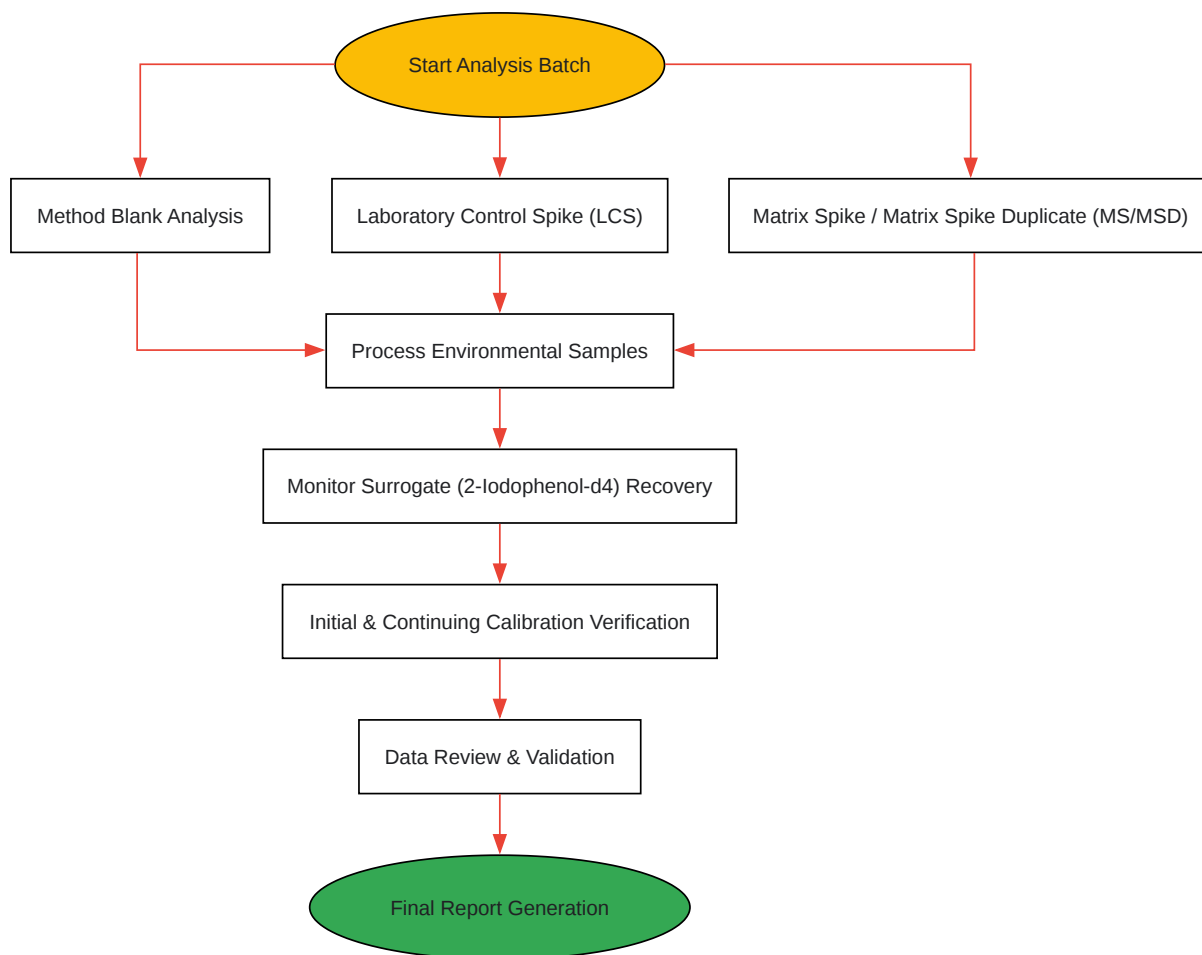 Start Analysis Batch
Method Blank Analysis
Laboratory Control Spike (LCS)
Matrix Spike / Matrix Spike Duplicate (MS/MSD)
Process Environmental Samples
Monitor Surrogate (2-Iodophenol-d4) Recovery
Initial & Continuing Calibration Verification
Data Review & Validation
Final Report Generation